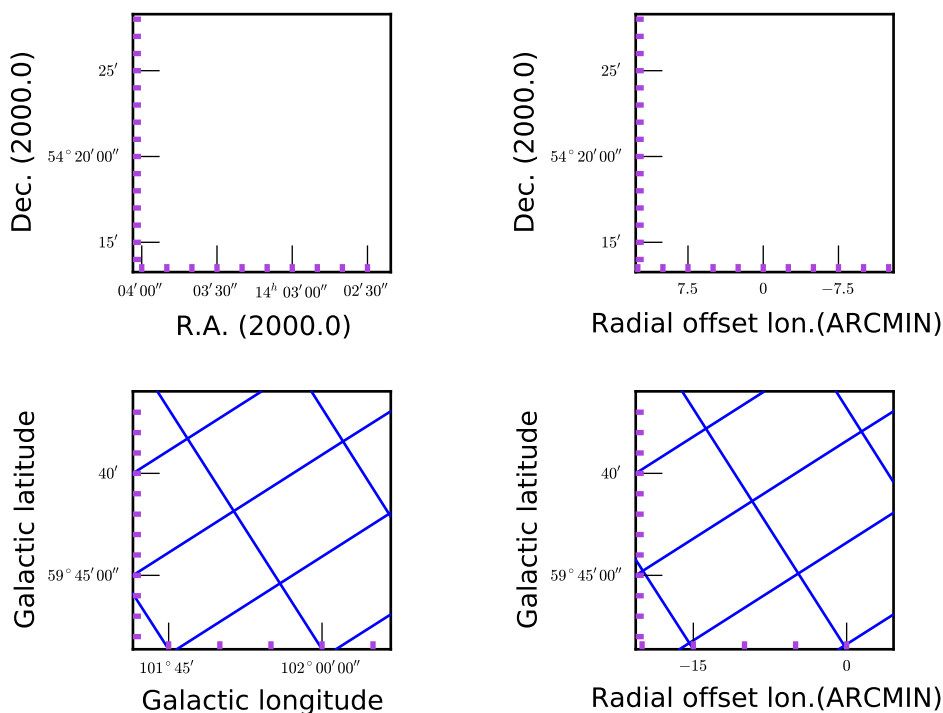 Dec. (2000.0)
25′
54° 20′ 00″
15′
04′ 00″ 03′ 30″ 14ʰ 03′ 00″ 02′ 30″
R.A. (2000.0)
Dec. (2000.0)
25′
54° 20′ 00″
15′
7.5 0 −7.5
Radial offset lon.(ARCMIN)
Galactic latitude
40′
59° 45′ 00″
101° 45′ 102° 00′ 00″
Galactic longitude
Galactic latitude
40′
59° 45′ 00″
−15 0
Radial offset lon.(ARCMIN)